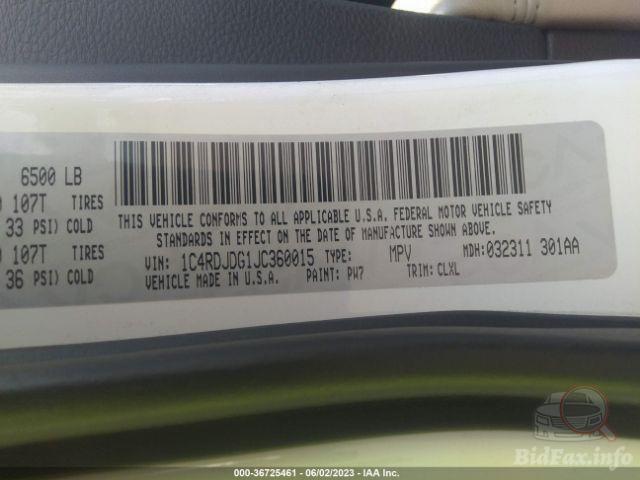 6500 LB
107T TIRES
33 PSI) COLD
107T TIRES
36 PSI) COLD
THIS VEHICLE CONFORMS TO ALL APPLICABLE U.S.A. FEDERAL MOTOR VEHICLE SAFETY
STANDARDS IN EFFECT ON THE DATE OF MANUFACTURE SHOWN ABOVE.
VIN: 1C4RDJDG1JC360015 TYPE: MPV MDH: 032311 301AA
VEHICLE MADE IN U.S.A. PAINT: PW7 TRIM: CLXL
BidFax.info
000-36725461 - 06/02/2023 - IAA Inc.